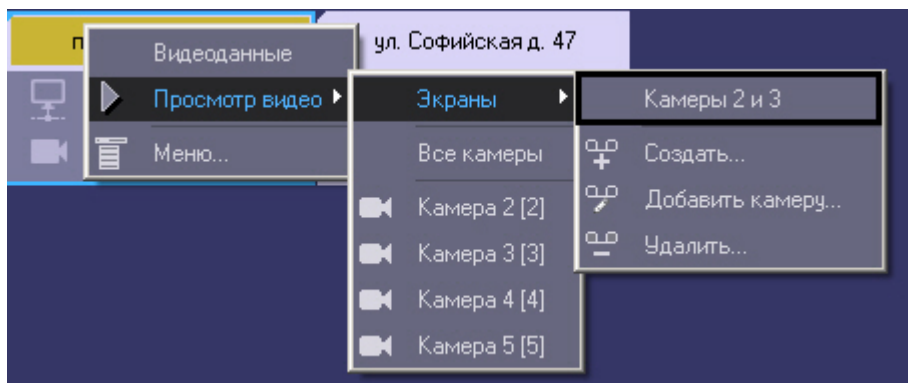 п
ул. Софийская д. 47
Видеоданные
Просмотр видео
Меню...
Экраны
Все камеры
Камера 2 [2]
Камера 3 [3]
Камера 4 [4]
Камера 5 [5]
Камеры 2 и 3
Создать...
Добавить камеру...
Удалить...